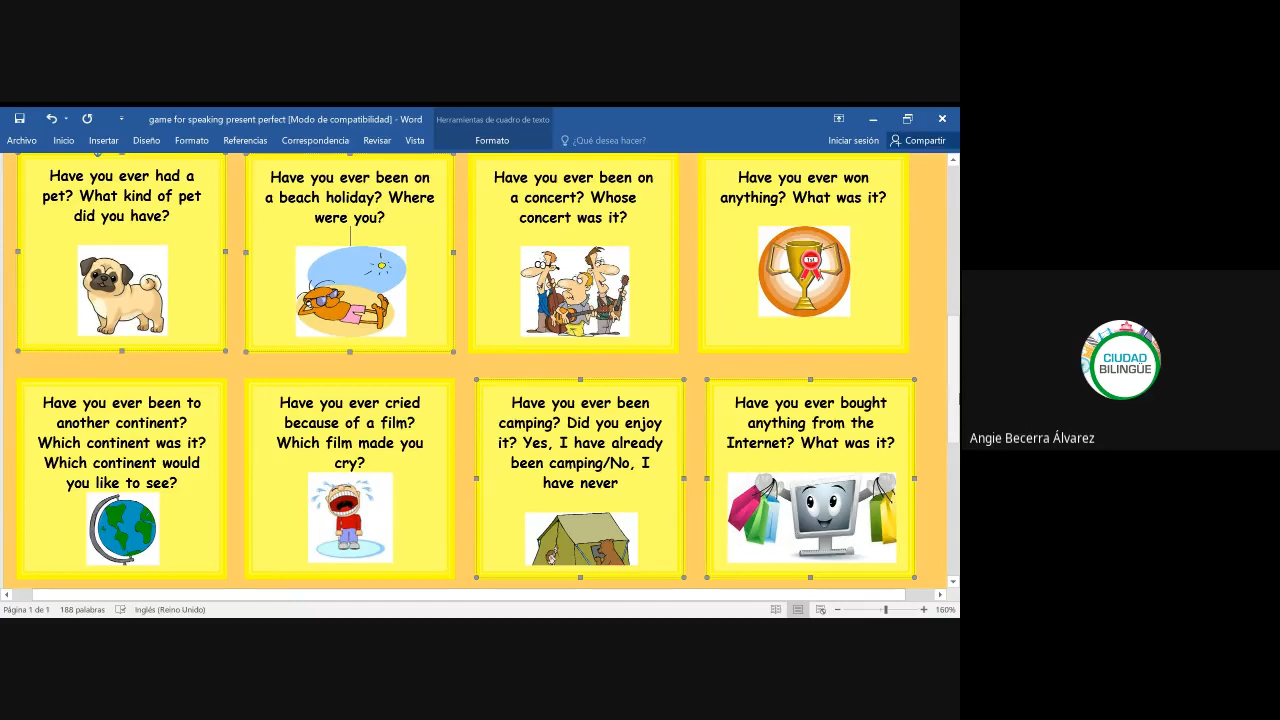 game for speaking present perfect [Modo de compatibilidad] - Word
Herramientas de cuadro de texto
Archivo Inicio Insertar Diseño Formato Referencias Correspondencia Revisar Vista Formato ¿Qué desea hacer? Iniciar sesión Compartir
Have you ever had a
pet? What kind of pet
did you have?
Have you ever been on
a beach holiday? Where
were you?
Have you ever been on
a concert? Whose
concert was it?
Have you ever won
anything? What was it?
1st
Have you ever been to
another continent?
Which continent was it?
Which continent would
you like to see?
Have you ever cried
because of a film?
Which film made you
cry?
Have you ever been
camping? Did you enjoy
it? Yes, I have already
been camping/No, I
have never
Have you ever bought
anything from the
Internet? What was it?
Página 1 de 1 188 palabras Inglés (Reino Unido) 160%
CIUDAD
BILINGÜE
Angie Becerra Álvarez